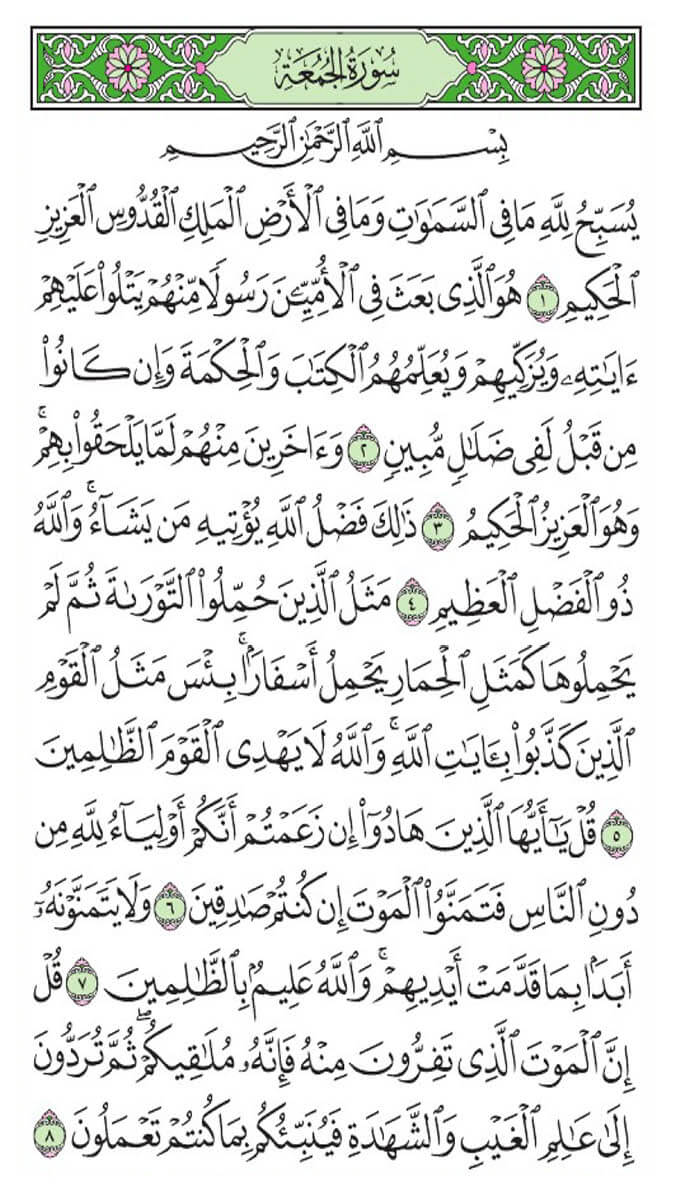 سُورَةُ الجُمُعَةِ
بِسْمِ ٱللَّهِ ٱلرَّحْمَٰنِ ٱلرَّحِيمِ
يُسَبِّحُ لِلَّهِ مَا فِي ٱلسَّمَٰوَٰتِ وَمَا فِي ٱلْأَرْضِ ٱلْمَلِكِ ٱلْقُدُّوسِ ٱلْعَزِيزِ
ٱلْحَكِيمِ ١ هُوَ ٱلَّذِي بَعَثَ فِي ٱلْأُمِّيِّـۧنَ رَسُولًا مِّنْهُمْ يَتْلُوا۟ عَلَيْهِمْ
ءَايَٰتِهِۦ وَيُزَكِّيهِمْ وَيُعَلِّمُهُمُ ٱلْكِتَٰبَ وَٱلْحِكْمَةَ وَإِن كَانُوا۟
مِن قَبْلُ لَفِي ضَلَٰلٍ مُّبِينٍ ٢ وَءَاخَرِينَ مِنْهُمْ لَمَّا يَلْحَقُوا۟ بِهِمْ ۚ
وَهُوَ ٱلْعَزِيزُ ٱلْحَكِيمُ ٣ ذَٰلِكَ فَضْلُ ٱللَّهِ يُؤْتِيهِ مَن يَشَآءُ ۚ وَٱللَّهُ
ذُو ٱلْفَضْلِ ٱلْعَظِيمِ ٤ مَثَلُ ٱلَّذِينَ حُمِّلُوا۟ ٱلتَّوْرَىٰةَ ثُمَّ لَمْ
يَحْمِلُوهَا كَمَثَلِ ٱلْحِمَارِ يَحْمِلُ أَسْفَارًۢا ۚ بِئْسَ مَثَلُ ٱلْقَوْمِ
ٱلَّذِينَ كَذَّبُوا۟ بِـَٔايَٰتِ ٱللَّهِ ۚ وَٱللَّهُ لَا يَهْدِي ٱلْقَوْمَ ٱلظَّٰلِمِينَ
٥ قُلْ يَٰٓأَيُّهَا ٱلَّذِينَ هَادُوٓا۟ إِن زَعَمْتُمْ أَنَّكُمْ أَوْلِيَآءُ لِلَّهِ مِن
دُونِ ٱلنَّاسِ فَتَمَنَّوُا۟ ٱلْمَوْتَ إِن كُنتُمْ صَٰدِقِينَ ٦ وَلَا يَتَمَنَّوْنَهُۥٓ
أَبَدًۢا بِمَا قَدَّمَتْ أَيْدِيهِمْ ۚ وَٱللَّهُ عَلِيمٌۢ بِٱلظَّٰلِمِينَ ٧ قُلْ
إِنَّ ٱلْمَوْتَ ٱلَّذِي تَفِرُّونَ مِنْهُ فَإِنَّهُۥ مُلَٰقِيكُمْ ۖ ثُمَّ تُرَدُّونَ
إِلَىٰ عَٰلِمِ ٱلْغَيْبِ وَٱلشَّهَٰدَةِ فَيُنَبِّئُكُم بِمَا كُنتُمْ تَعْمَلُونَ ٨